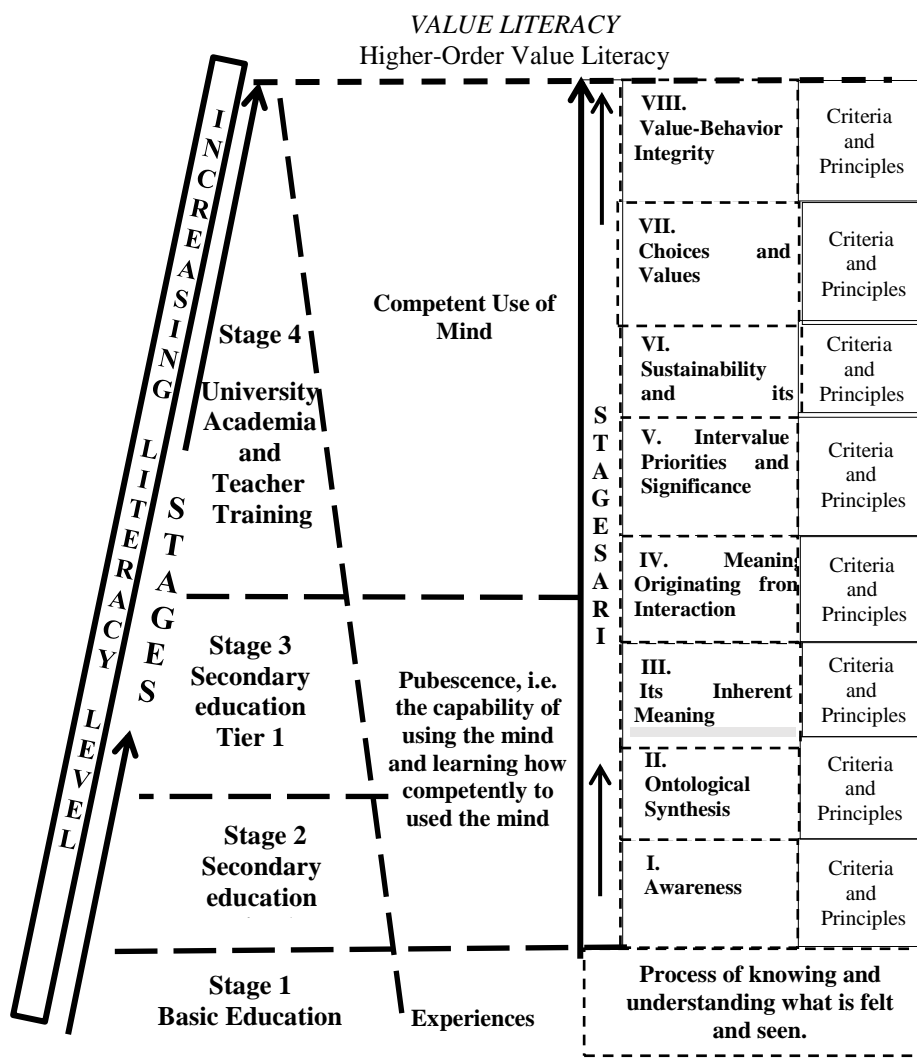 VALUE LITERACY
Higher-Order Value Literacy
INCREASING LITERACY LEVEL
STAGES
Stage 4
University
Academia
and
Teacher
Training
Stage 3
Secondary
education
Tier 1
Stage 2
Secondary
education
Stage 1
Basic Education
Competent Use of
Mind
Pubescence, i.e.
the capability of
using the mind
and learning how
competently to
used the mind
Experiences
STAGESARI
VIII.
Value-Behavior
Integrity
Criteria
and
Principles
VII.
Choices and
Values
Criteria
and
Principles
VI.
Sustainability
and its
Criteria
and
Principles
V. Intervalue
Priorities and
Significance
Criteria
and
Principles
IV. Meaning
Originating from
Interaction
Criteria
and
Principles
III.
Its Inherent
Meaning
Criteria
and
Principles
II.
Ontological
Synthesis
Criteria
and
Principles
I.
Awareness
Criteria
and
Principles
Process of knowing and
understanding what is felt
and seen.